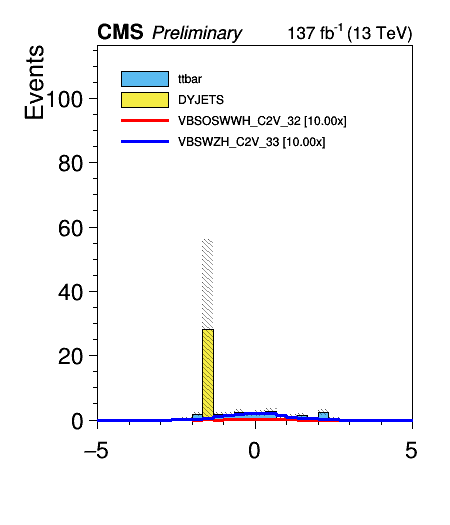 CMS Preliminary 137 fb-1 (13 TeV)
Events
ttbar
DYJETS
VBSOSWWH_C2V_32 [10.00x]
VBSWZH_C2V_33 [10.00x]
100
80
60
40
20
0
−5 0 5